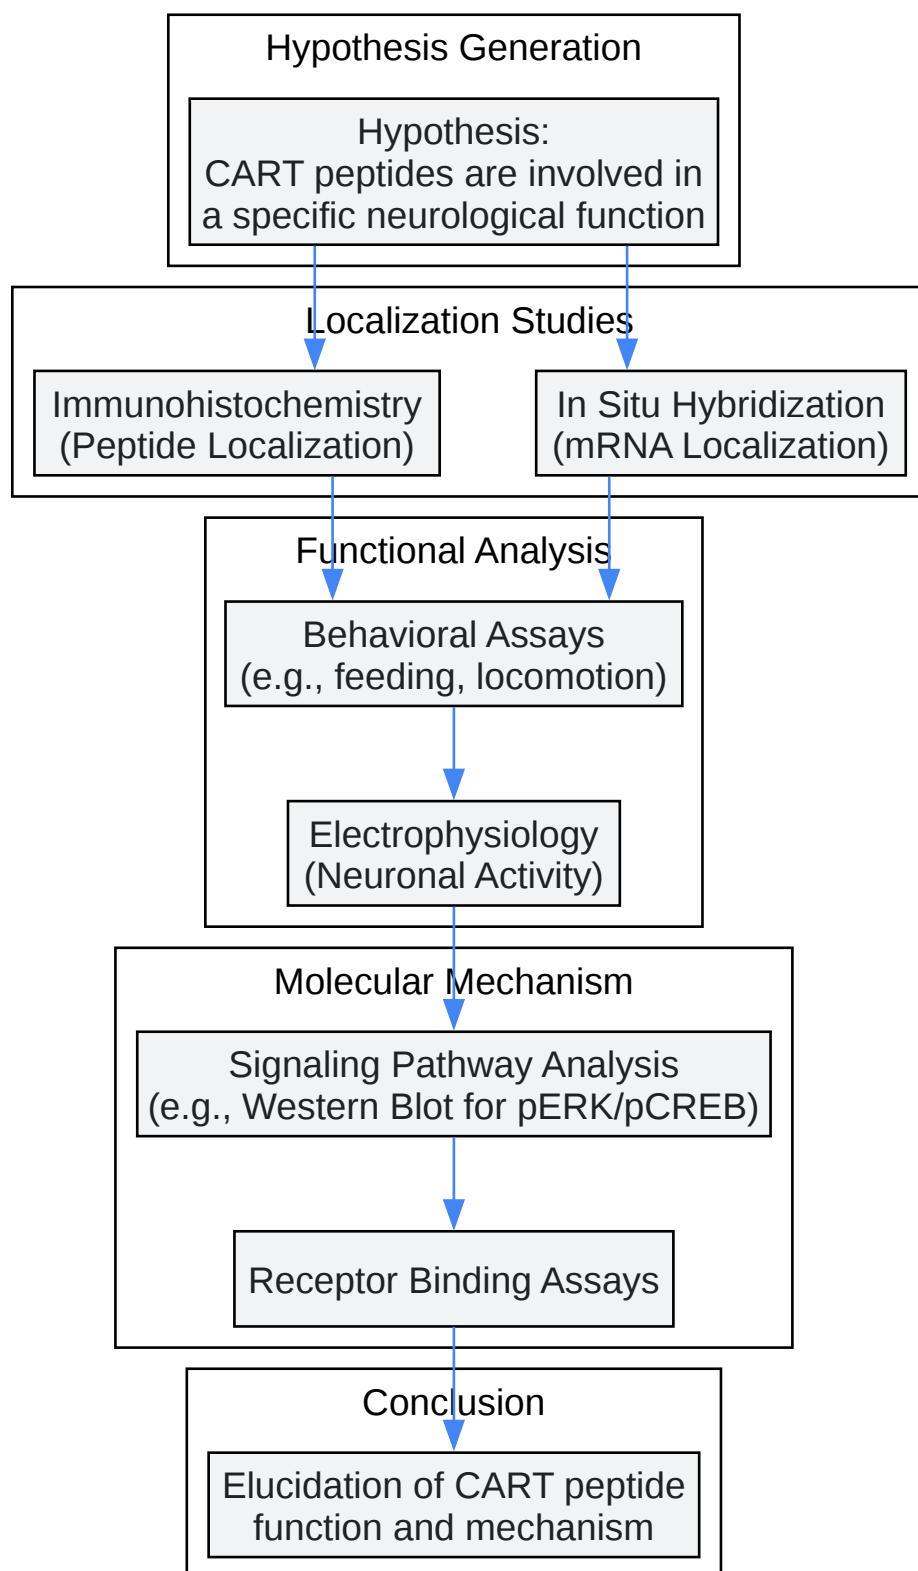 Hypothesis Generation
Hypothesis:
CART peptides are involved in
a specific neurological function
Localization Studies
Immunohistochemistry
(Peptide Localization)
In Situ Hybridization
(mRNA Localization)
Functional Analysis
Behavioral Assays
(e.g., feeding, locomotion)
Electrophysiology
(Neuronal Activity)
Molecular Mechanism
Signaling Pathway Analysis
(e.g., Western Blot for pERK/pCREB)
Receptor Binding Assays
Conclusion
Elucidation of CART peptide
function and mechanism